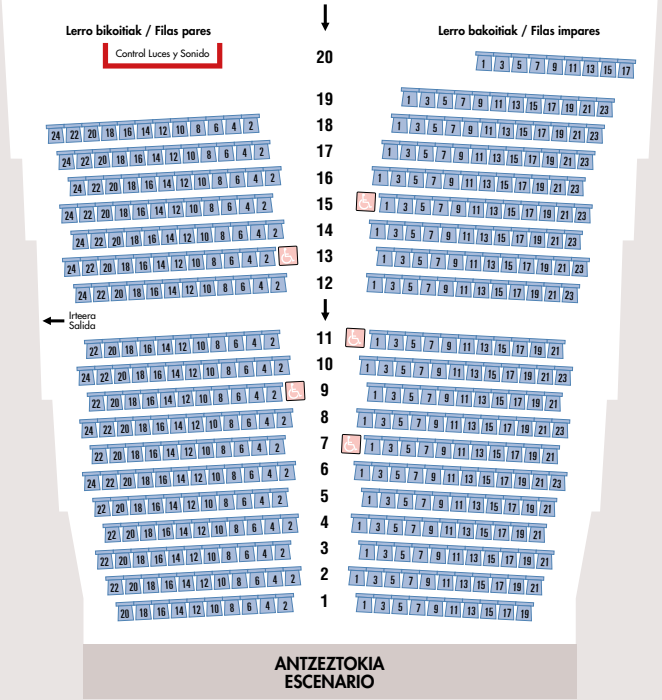 Lerro bikoitiak / Filas pares
Lerro bakoitiak / Filas impares
Control Luces y Sonido
20 1 3 5 7 9 11 13 15 17
19 1 3 5 7 9 11 13 15 17 19 21 23
24 22 20 18 16 14 12 10 8 6 4 2 18 1 3 5 7 9 11 13 15 17 19 21 23
24 22 20 18 16 14 12 10 8 6 4 2 17 1 3 5 7 9 11 13 15 17 19 21 23
24 22 20 18 16 14 12 10 8 6 4 2 16 1 3 5 7 9 11 13 15 17 19 21 23
24 22 20 18 16 14 12 10 8 6 4 2 15 1 3 5 7 9 11 13 15 17 19 21 23
24 22 20 18 16 14 12 10 8 6 4 2 14 1 3 5 7 9 11 13 15 17 19 21 23
24 22 20 18 16 14 12 10 8 6 4 2 13 1 3 5 7 9 11 13 15 17 19 21 23
24 22 20 18 16 14 12 10 8 6 4 2 12 1 3 5 7 9 11 13 15 17 19 21 23
Irteera
Salida
22 20 18 16 14 12 10 8 6 4 2 11 1 3 5 7 9 11 13 15 17 19 21
24 22 20 18 16 14 12 10 8 6 4 2 10 1 3 5 7 9 11 13 15 17 19 21 23
22 20 18 16 14 12 10 8 6 4 2 9 1 3 5 7 9 11 13 15 17 19 21
24 22 20 18 16 14 12 10 8 6 4 2 8 1 3 5 7 9 11 13 15 17 19 21 23
22 20 18 16 14 12 10 8 6 4 2 7 1 3 5 7 9 11 13 15 17 19 21
24 22 20 18 16 14 12 10 8 6 4 2 6 1 3 5 7 9 11 13 15 17 19 21 23
22 20 18 16 14 12 10 8 6 4 2 5 1 3 5 7 9 11 13 15 17 19 21
22 20 18 16 14 12 10 8 6 4 2 4 1 3 5 7 9 11 13 15 17 19 21
22 20 18 16 14 12 10 8 6 4 2 3 1 3 5 7 9 11 13 15 17 19 21
22 20 18 16 14 12 10 8 6 4 2 2 1 3 5 7 9 11 13 15 17 19 21
20 18 16 14 12 10 8 6 4 2 1 1 3 5 7 9 11 13 15 17 19
ANTZEZTOKIA
ESCENARIO